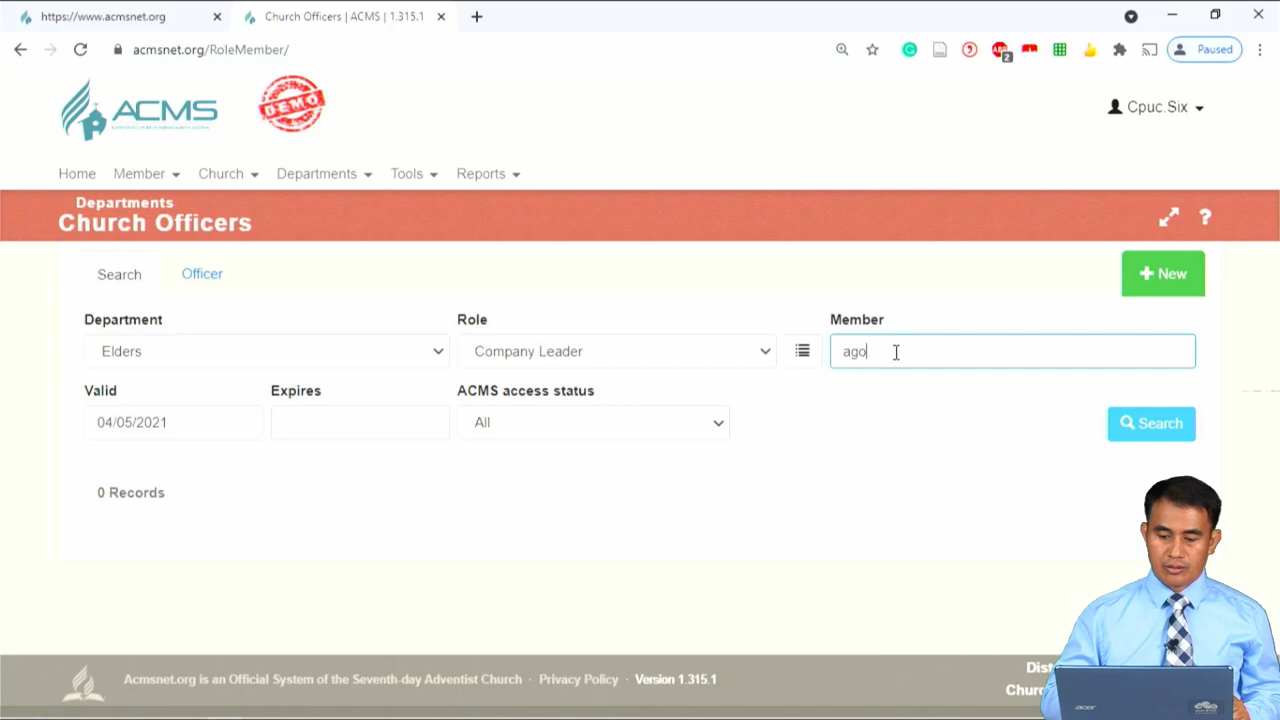 https://www.acmsnet.org
Church Officers | ACMS | 1.315.1
acmsnet.org/RoleMember/
2
Paused
ACMS
DEMO
Cpuc.Six
Home Member Church Departments Tools Reports
Departments
Church Officers
?
Search Officer
New
Department Role Member
Elders Company Leader ago
Valid Expires ACMS access status
04/05/2021 All
Search
0 Records
Acmsnet.org is an Official System of the Seventh-day Adventist Church · Privacy Policy · Version 1.315.1
Dist
Churc
acer